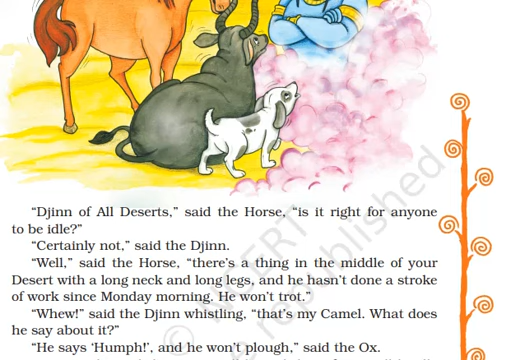 “Djinn of All Deserts,” said the Horse, “is it right for anyone
to be idle?”
“Certainly not,” said the Djinn.
“Well,” said the Horse, “there’s a thing in the middle of your
Desert with a long neck and long legs, and he hasn’t done a stroke
of work since Monday morning. He won’t trot.”
“Whew!” said the Djinn whistling, “that’s my Camel. What does
he say about it?”
“He says ‘Humph!’, and he won’t plough,” said the Ox.
© NCERT
republished